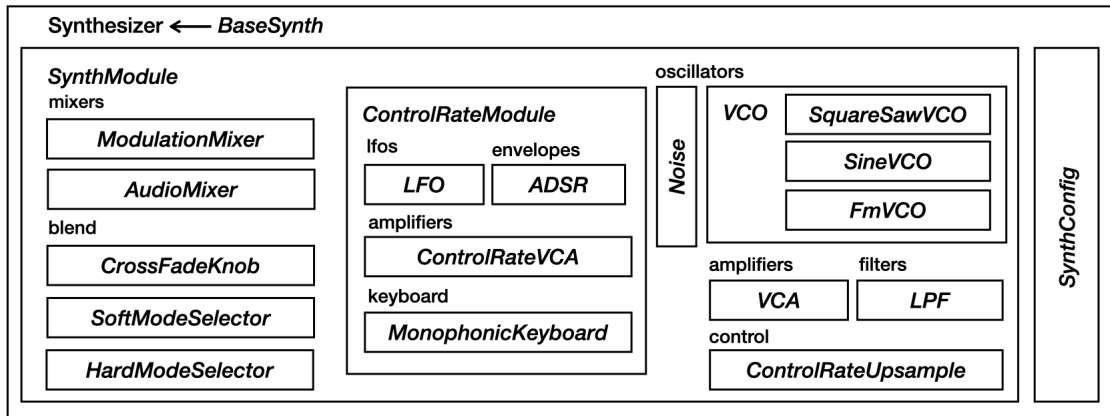 Synthesizer ← BaseSynth
SynthModule
mixers
ModulationMixer
AudioMixer
blend
CrossFadeKnob
SoftModeSelector
HardModeSelector
ControlRateModule
lfos
LFO
envelopes
ADSR
amplifiers
ControlRateVCA
keyboard
MonophonicKeyboard
oscillators
Noise
VCO
SquareSawVCO
SineVCO
FmVCO
amplifiers
VCA
filters
LPF
control
ControlRateUpsample
SynthConfig